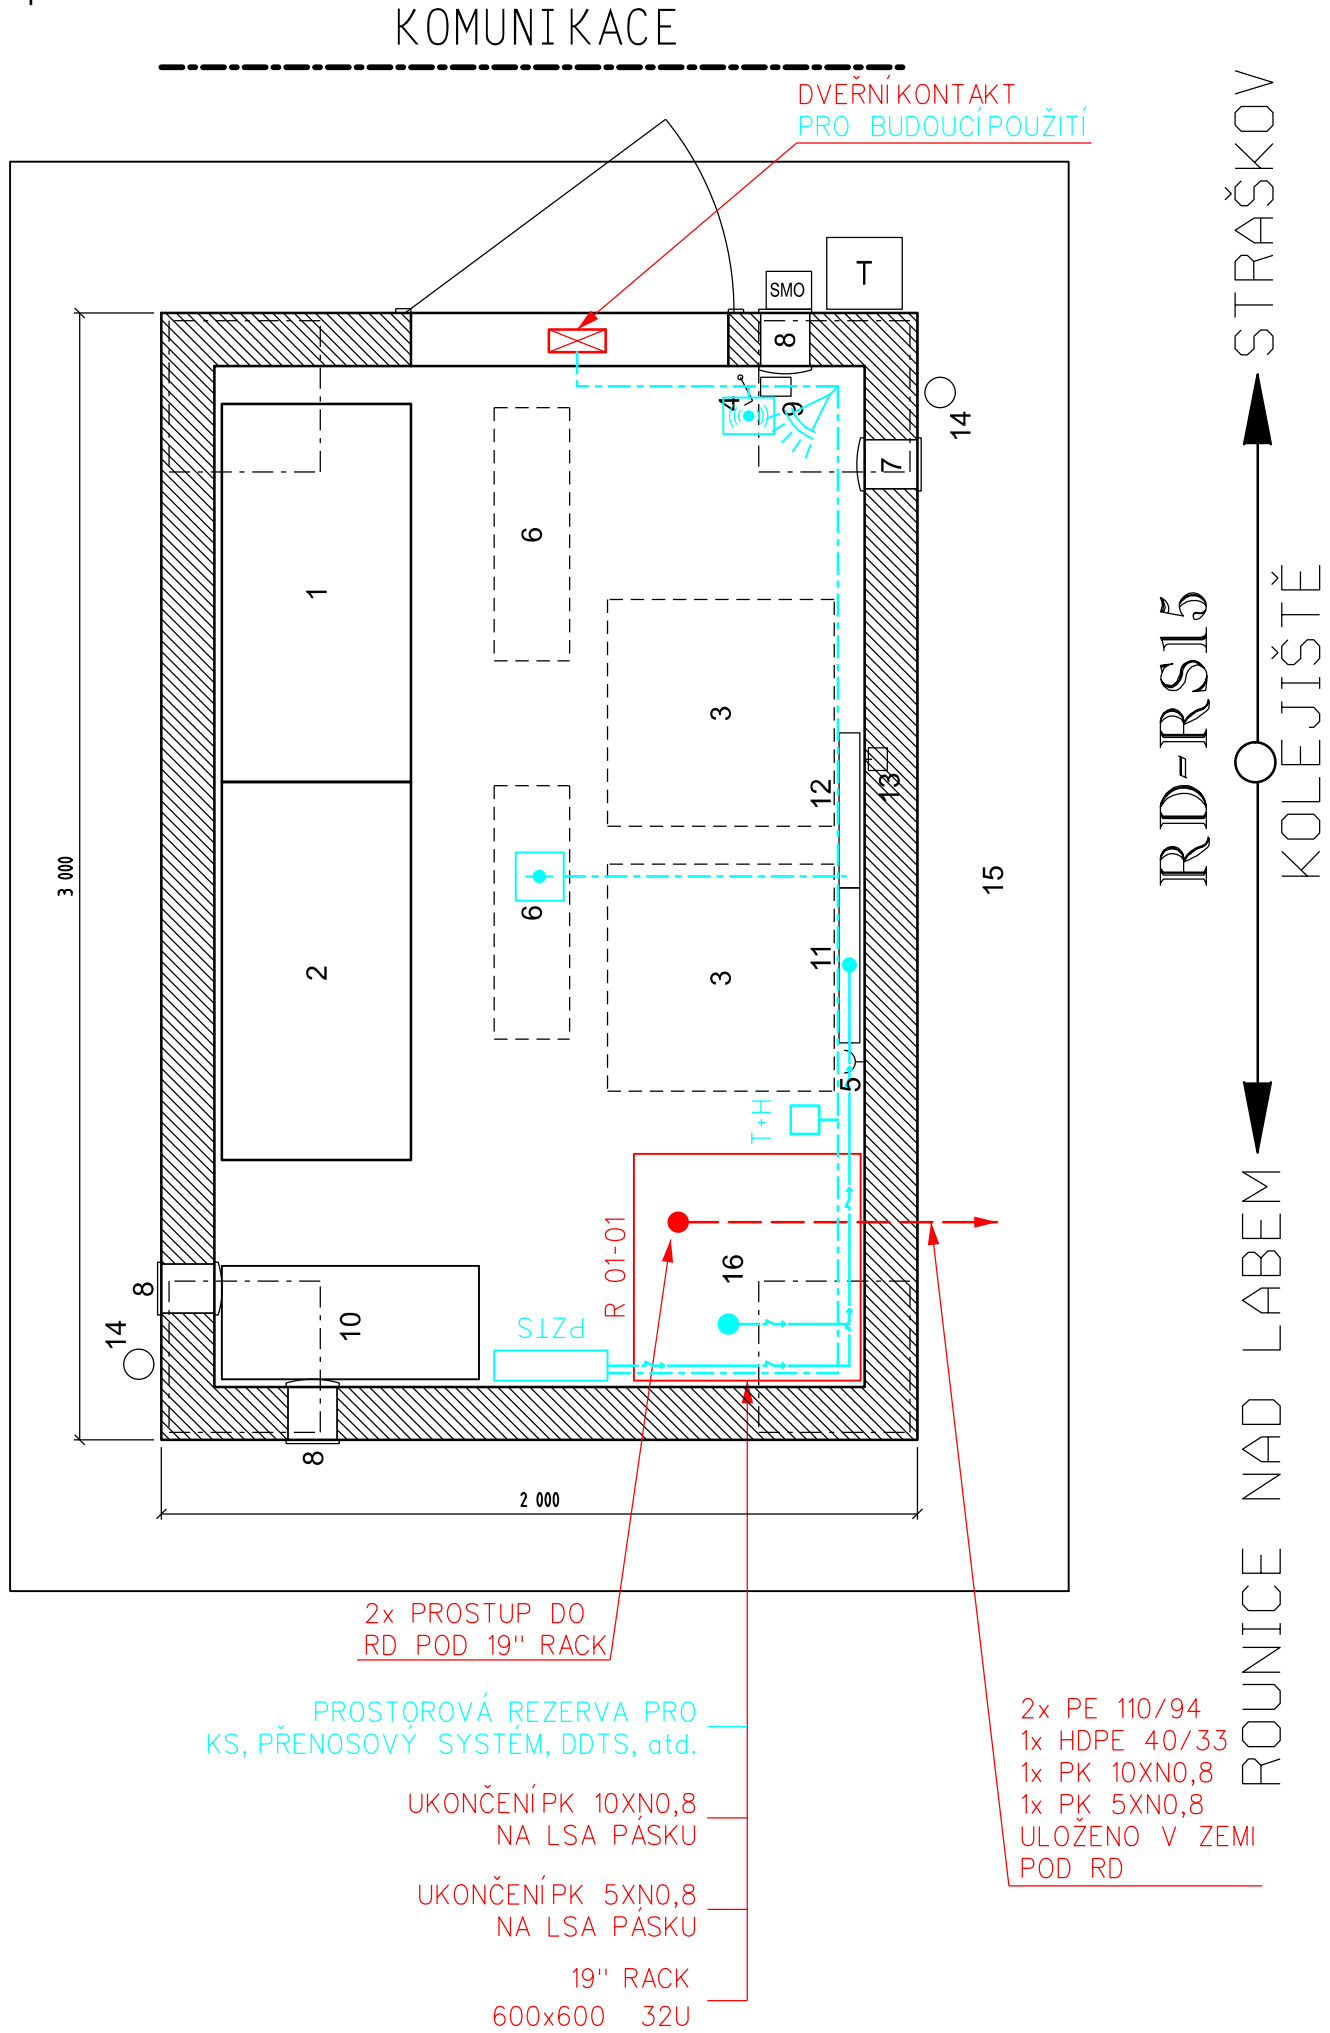 KOMUNIKACE
DVEŘNÍ KONTAKT
PRO BUDOUCÍ POUŽITÍ
STRAŠKOV
T
SMO
8
4
9
14
7
6
1
RD-RS15
KOLEJIŠTĚ
3
12
13
3 000
15
6
2
11
3
5
T+H
R 01-01
16
8
14
10
PZTS
8
2 000
ROUNICE NAD LABEM
2x PROSTUP DO
RD POD 19" RACK
PROSTOROVÁ REZERVA PRO
KS, PŘENOSOVÝ SYSTÉM, DDTS, atd.
UKONČENÍ PK 10XN0,8
NA LSA PÁSKU
UKONČENÍ PK 5XN0,8
NA LSA PÁSKU
19" RACK
600x600 32U
2x PE 110/94
1x HDPE 40/33
1x PK 10XN0,8
1x PK 5XN0,8
ULOŽENO V ZEMI
POD RD